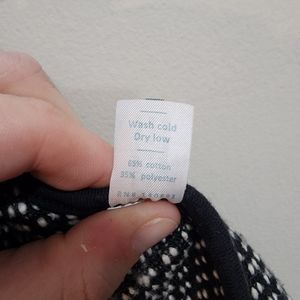 Wash cold
Dry low
65% cotton
35% polyester